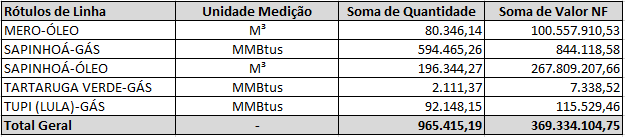 Rótulos de Linha Unidade Medição Soma de Quantidade Soma de Valor NF
MERO-ÓLEO M³ 80.346,14 100.557.910,53
SAPINHOÁ-GÁS MMBtus 594.465,26 844.118,58
SAPINHOÁ-ÓLEO M³ 196.344,27 267.809.207,66
TARTARUGA VERDE-GÁS MMBtus 2.111,37 7.338,52
TUPI (LULA)-GÁS MMBtus 92.148,15 115.529,46
Total Geral - 965.415,19 369.334.104,75